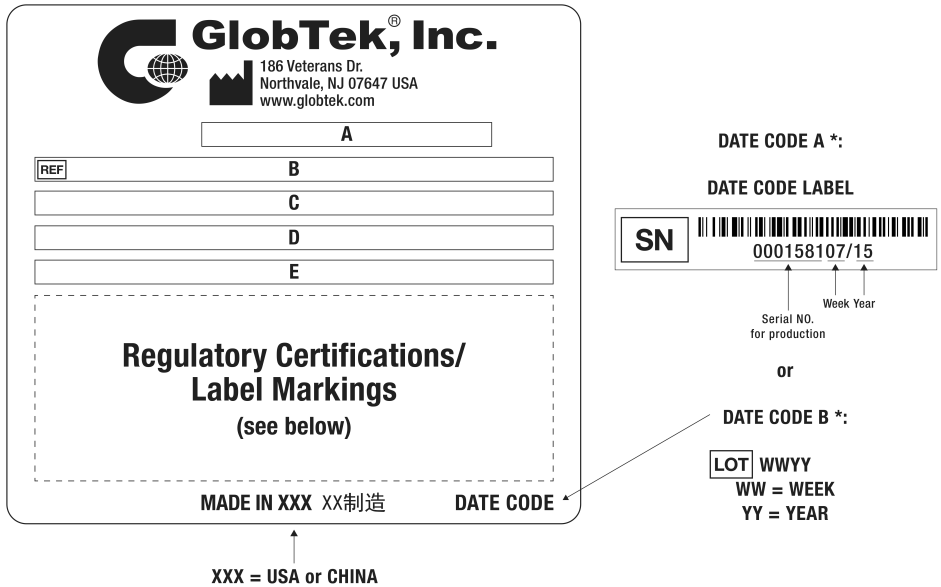 GlobTek,® Inc.
186 Veterans Dr.
Northvale, NJ 07647 USA
www.globtek.com
A
REF B
C
D
E
Regulatory Certifications/
Label Markings
(see below)
MADE IN XXX XX制造 DATE CODE
XXX = USA or CHINA
DATE CODE A *:
DATE CODE LABEL
SN
00015810​7/15
Week Year
Serial NO.
for production
or
DATE CODE B *:
LOT WWYY
WW = WEEK
YY = YEAR